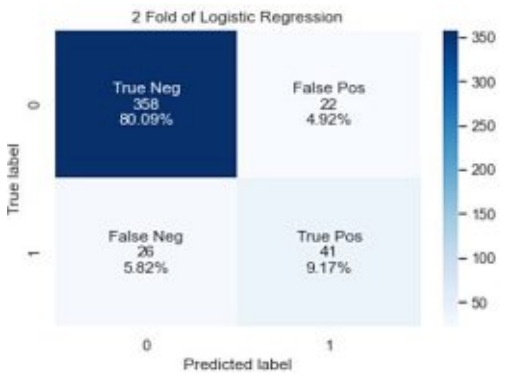 2 Fold of Logistic Regression
350
True Neg
358
80.09%
False Pos
22
4.92%
300
0
250
200
True label
150
False Neg
26
5.82%
True Pos
41
9.17%
1
100
50
0
1
Predicted label